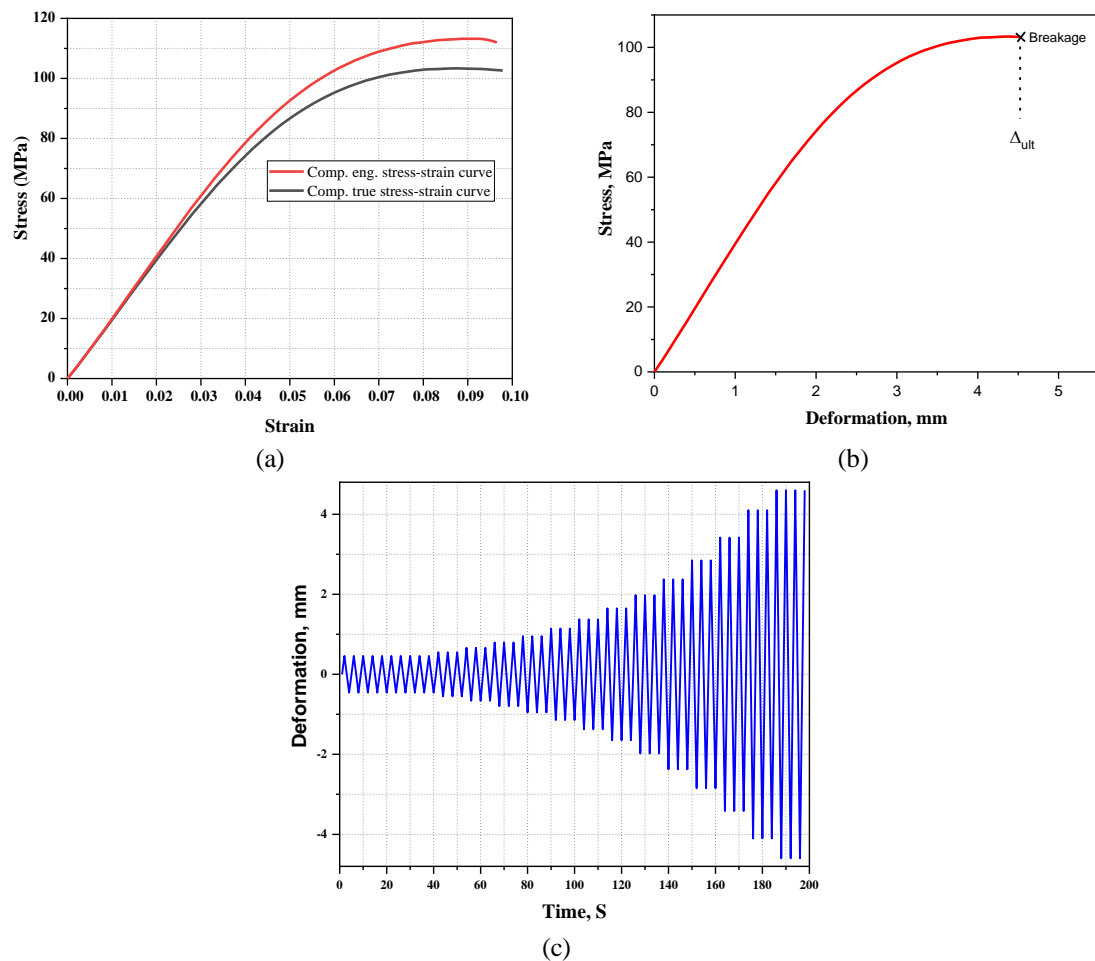 120
100
80
60
40
20
0
Stress (MPa)
Comp. eng. stress-strain curve
Comp. true stress-strain curve
0.00 0.01 0.02 0.03 0.04 0.05 0.06 0.07 0.08 0.09 0.10
Strain
(a)
100
80
60
40
20
0
Stress, MPa
Breakage
Δult
0 1 2 3 4 5
Deformation, mm
(b)
4
2
0
-2
-4
Deformation, mm
0 20 40 60 80 100 120 140 160 180 200
Time, S
(c)